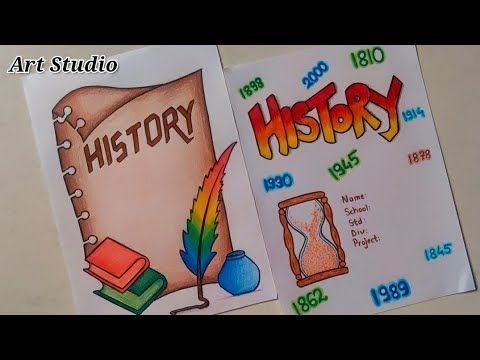 Art Studio
HISTORY
1898
2000
1810
HISTORY
1914
1945
1878
1930
Name:
School:
Std:
Div:
Project:
1845
1862
1989